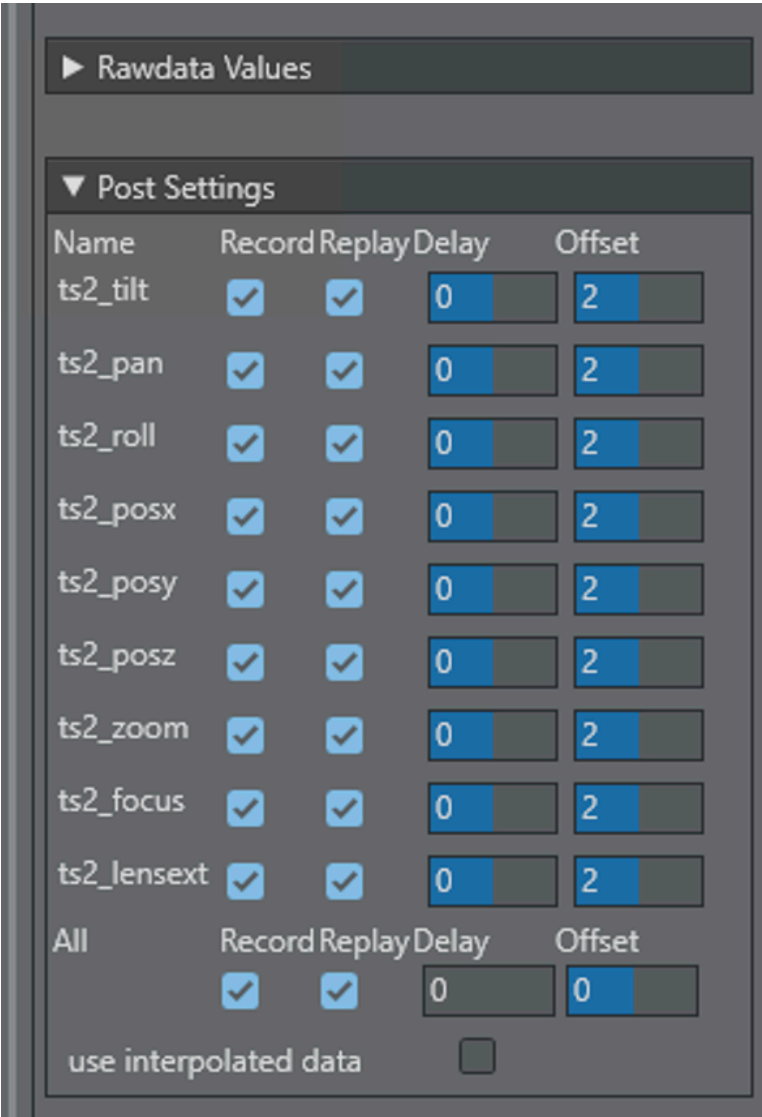 Rawdata Values
Post Settings
Name Record Replay Delay Offset
ts2_tilt 0 2
ts2_pan 0 2
ts2_roll 0 2
ts2_posx 0 2
ts2_posy 0 2
ts2_posz 0 2
ts2_zoom 0 2
ts2_focus 0 2
ts2_lensext 0 2
All Record Replay Delay Offset
0 0
use interpolated data